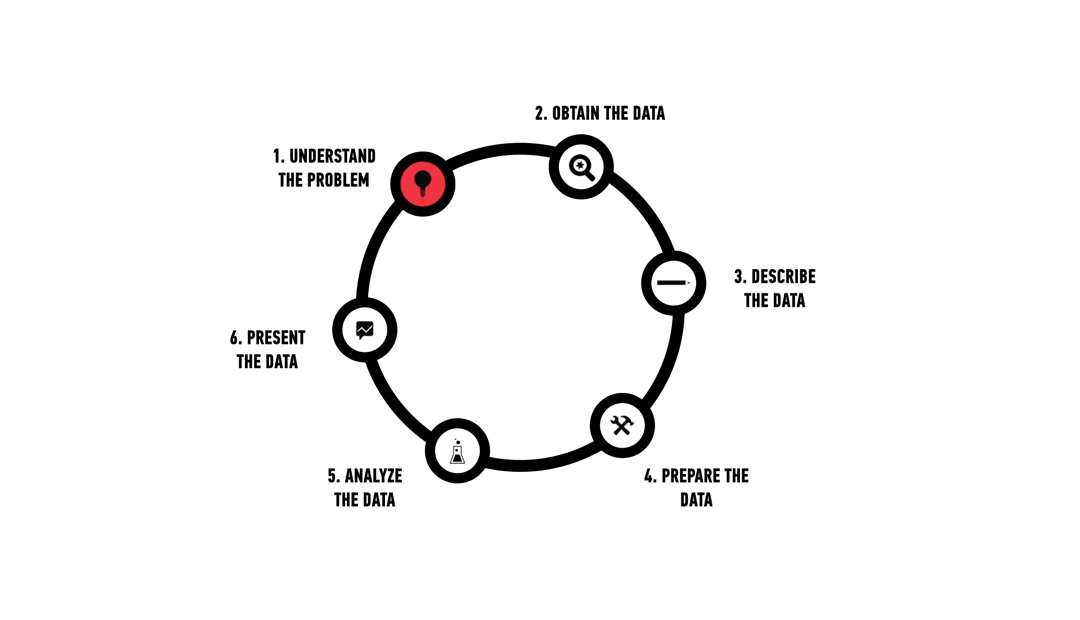 1. UNDERSTAND
THE PROBLEM
2. OBTAIN THE DATA
3. DESCRIBE
THE DATA
4. PREPARE THE
DATA
5. ANALYZE
THE DATA
6. PRESENT
THE DATA